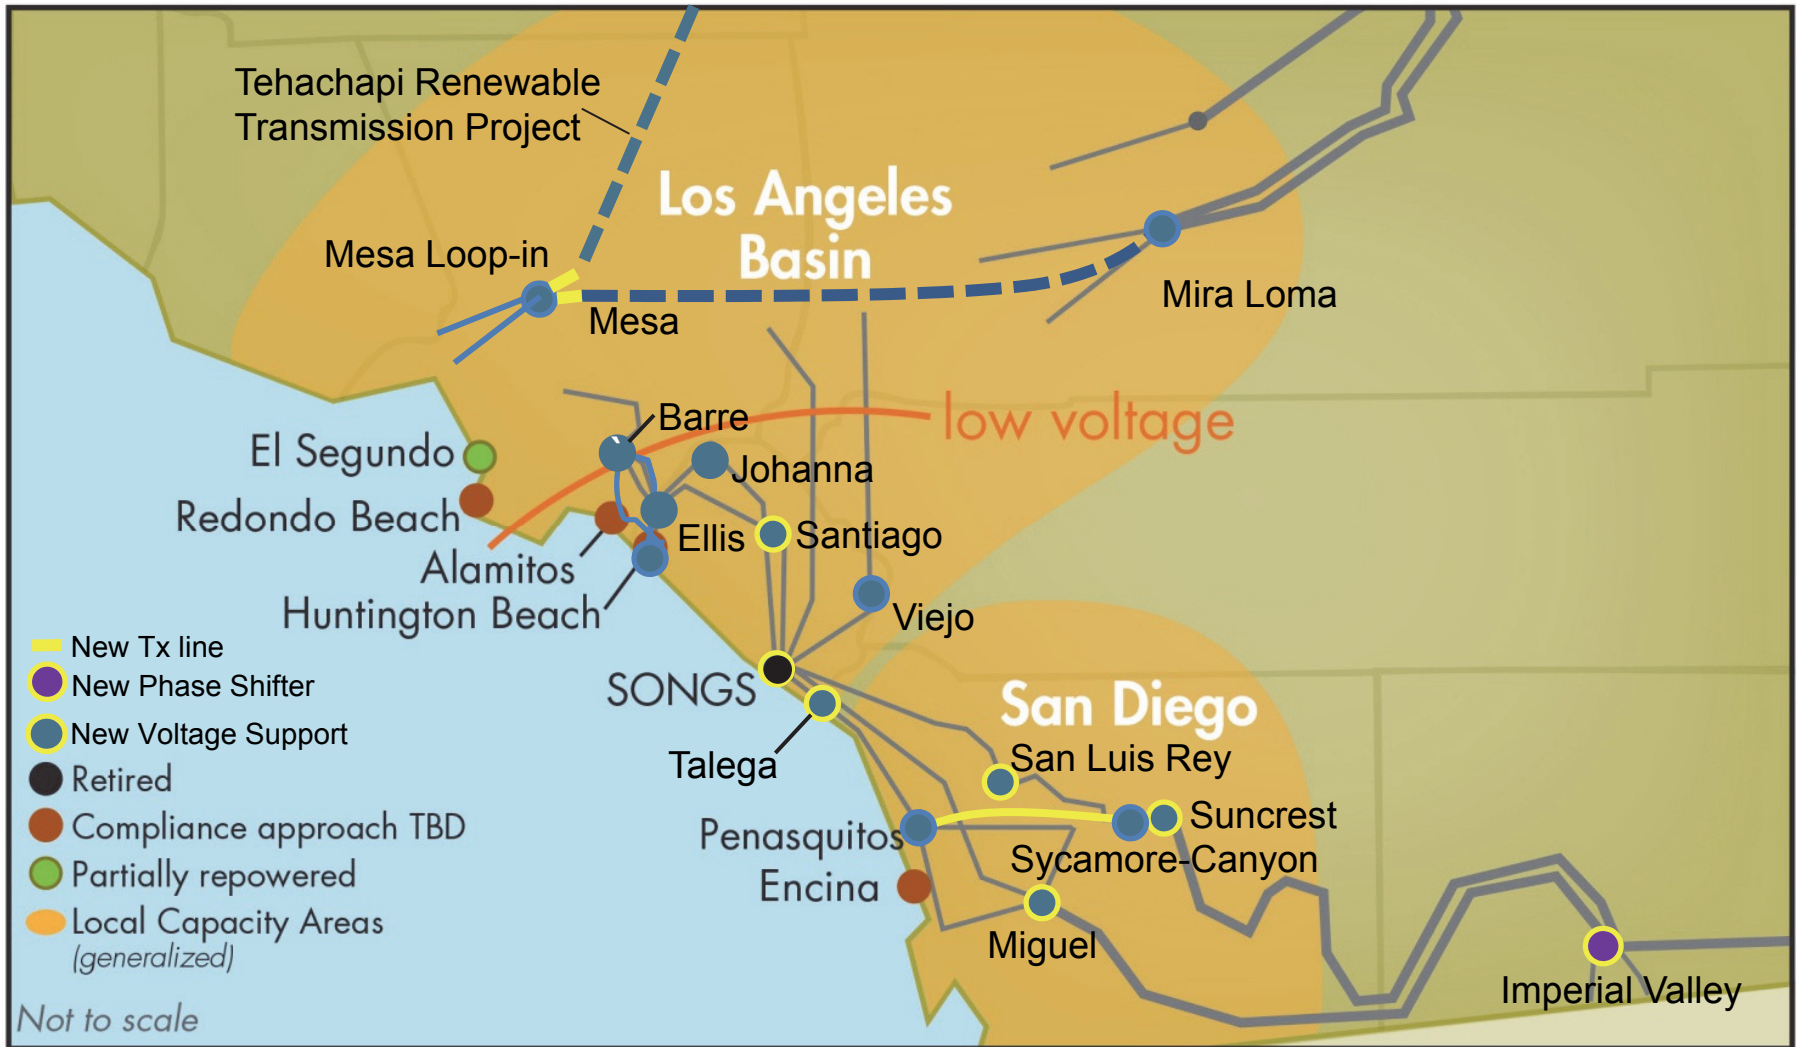 Tehachapi Renewable
Transmission Project
Los Angeles
Basin
Mesa Loop-in
Mesa
Mira Loma
low voltage
Barre
El Segundo
Johanna
Redondo Beach
Ellis
Santiago
Alamitos
Huntington Beach
Viejo
New Tx line
New Phase Shifter
SONGS
San Diego
New Voltage Support
Talega
San Luis Rey
Retired
Suncrest
Compliance approach TBD
Penasquitos
Sycamore-Canyon
Partially repowered
Encina
Local Capacity Areas
(generalized)
Miguel
Imperial Valley
Not to scale